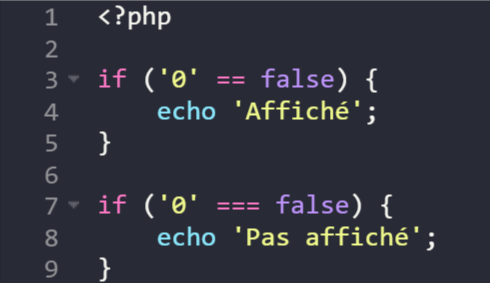 1 <?php
2
3 if ('0' == false) {
4     echo 'Affiché';
5 }
6
7 if ('0' === false) {
8     echo 'Pas affiché';
9 }